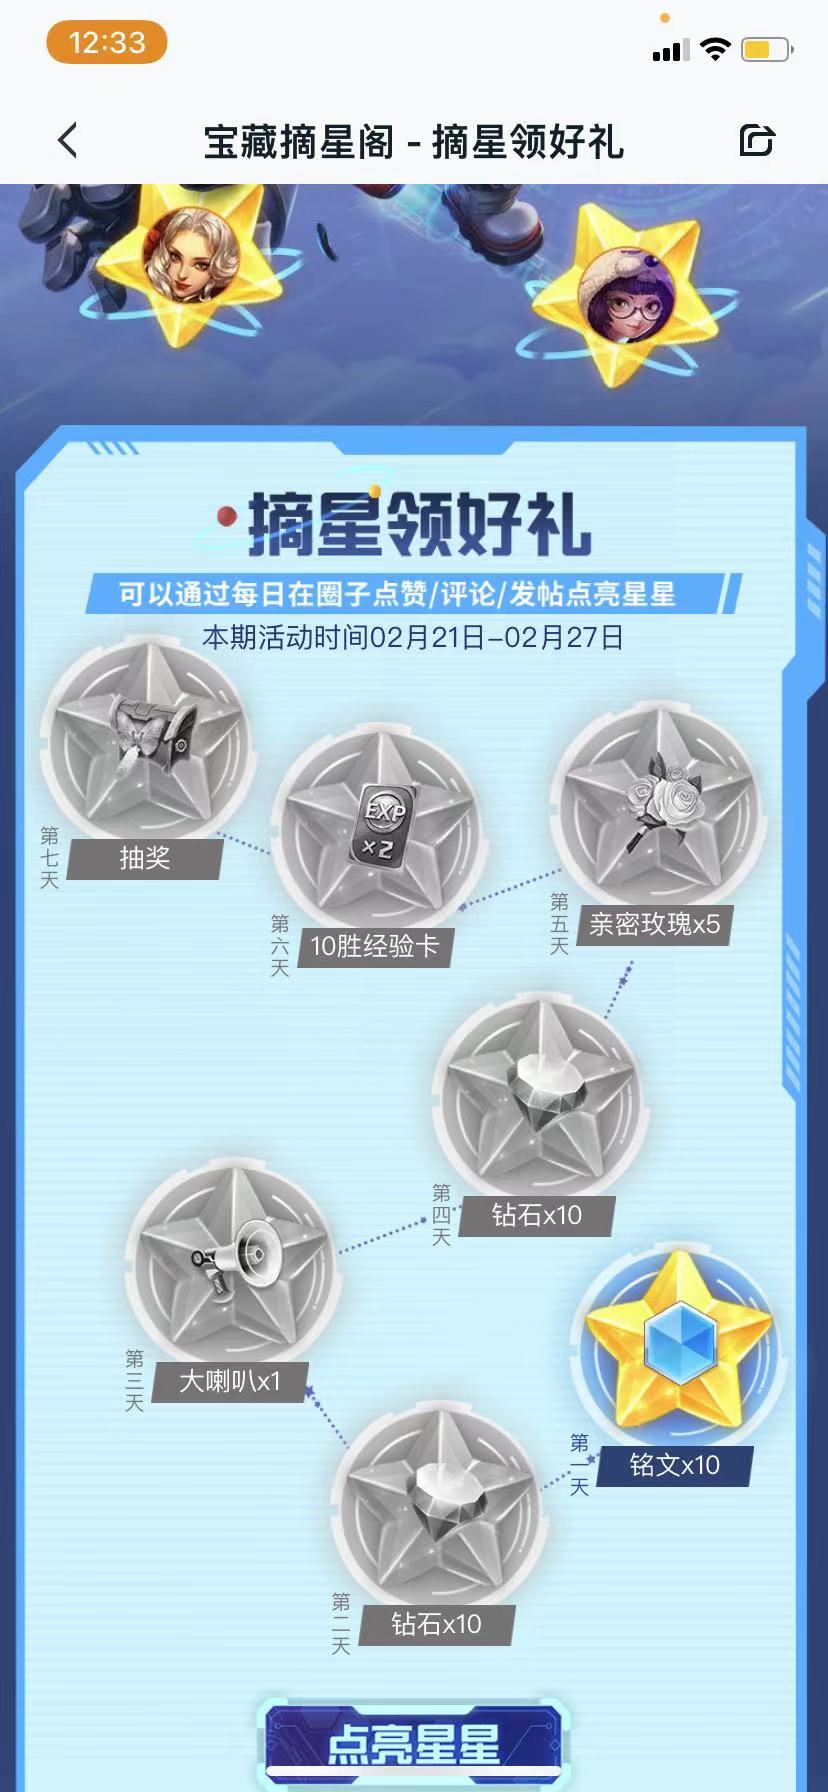 12:33
宝藏摘星阁 - 摘星领好礼
摘星领好礼
可以通过每日在圈子点赞/评论/发帖点亮星星
本期活动时间02月21日-02月27日
第七天
抽奖
EXP
x2
第六天
10胜经验卡
第五天
亲密玫瑰x5
第四天
钻石x10
第三天
大喇叭x1
第一天
铭文x10
第二天
钻石x10
点亮星星